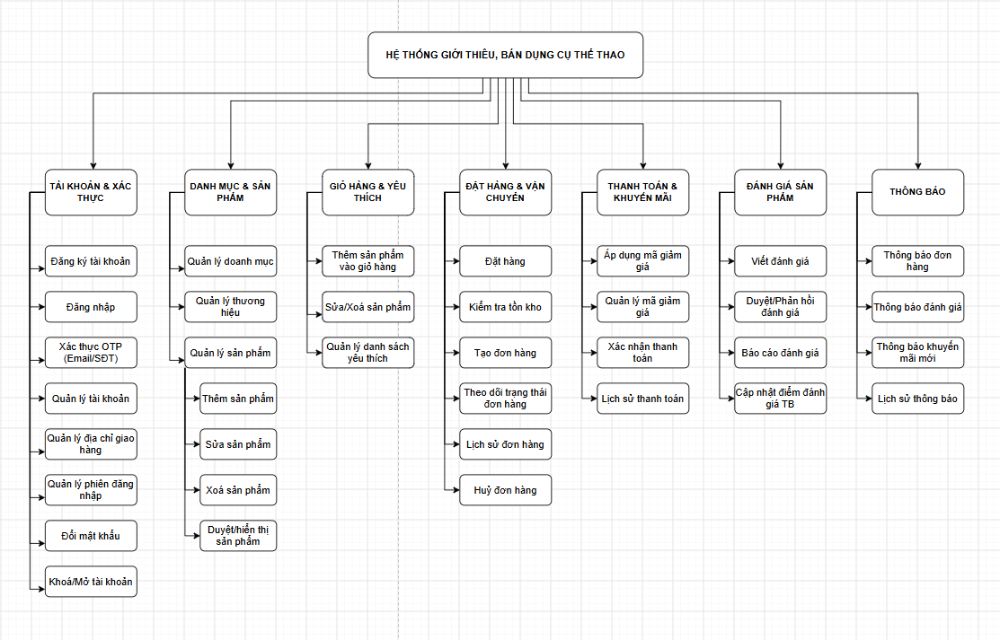 HỆ THỐNG GIỚI THIỆU, BÁN DỤNG CỤ THỂ THAO
TÀI KHOẢN & XÁC
THỰC
DANH MỤC & SẢN
PHẨM
GIỎ HÀNG & YÊU
THÍCH
ĐẶT HÀNG & VẬN
CHUYỂN
THANH TOÁN &
KHUYẾN MÃI
ĐÁNH GIÁ SẢN
PHẨM
THÔNG BÁO
Đăng ký tài khoản
Đăng nhập
Xác thực OTP
(Email/SĐT)
Quản lý tài khoản
Quản lý địa chỉ giao
hàng
Quản lý phiên đăng
nhập
Đổi mật khẩu
Khoá/Mở tài khoản
Quản lý doanh mục
Quản lý thương
hiệu
Quản lý sản phẩm
Thêm sản phẩm
Sửa sản phẩm
Xoá sản phẩm
Duyệt/hiển thị
sản phẩm
Thêm sản phẩm
vào giỏ hàng
Sửa/Xoá sản phẩm
Quản lý danh sách
yêu thích
Đặt hàng
Kiểm tra tồn kho
Tạo đơn hàng
Theo dõi trạng thái
đơn hàng
Lịch sử đơn hàng
Huỷ đơn hàng
Áp dụng mã giảm
giá
Quản lý mã giảm
giá
Xác nhận thanh
toán
Lịch sử thanh toán
Viết đánh giá
Duyệt/Phản hồi
đánh giá
Báo cáo đánh giá
Cập nhật điểm đánh
giá TB
Thông báo đơn
hàng
Thông báo đánh giá
Thông báo khuyến
mãi mới
Lịch sử thông báo